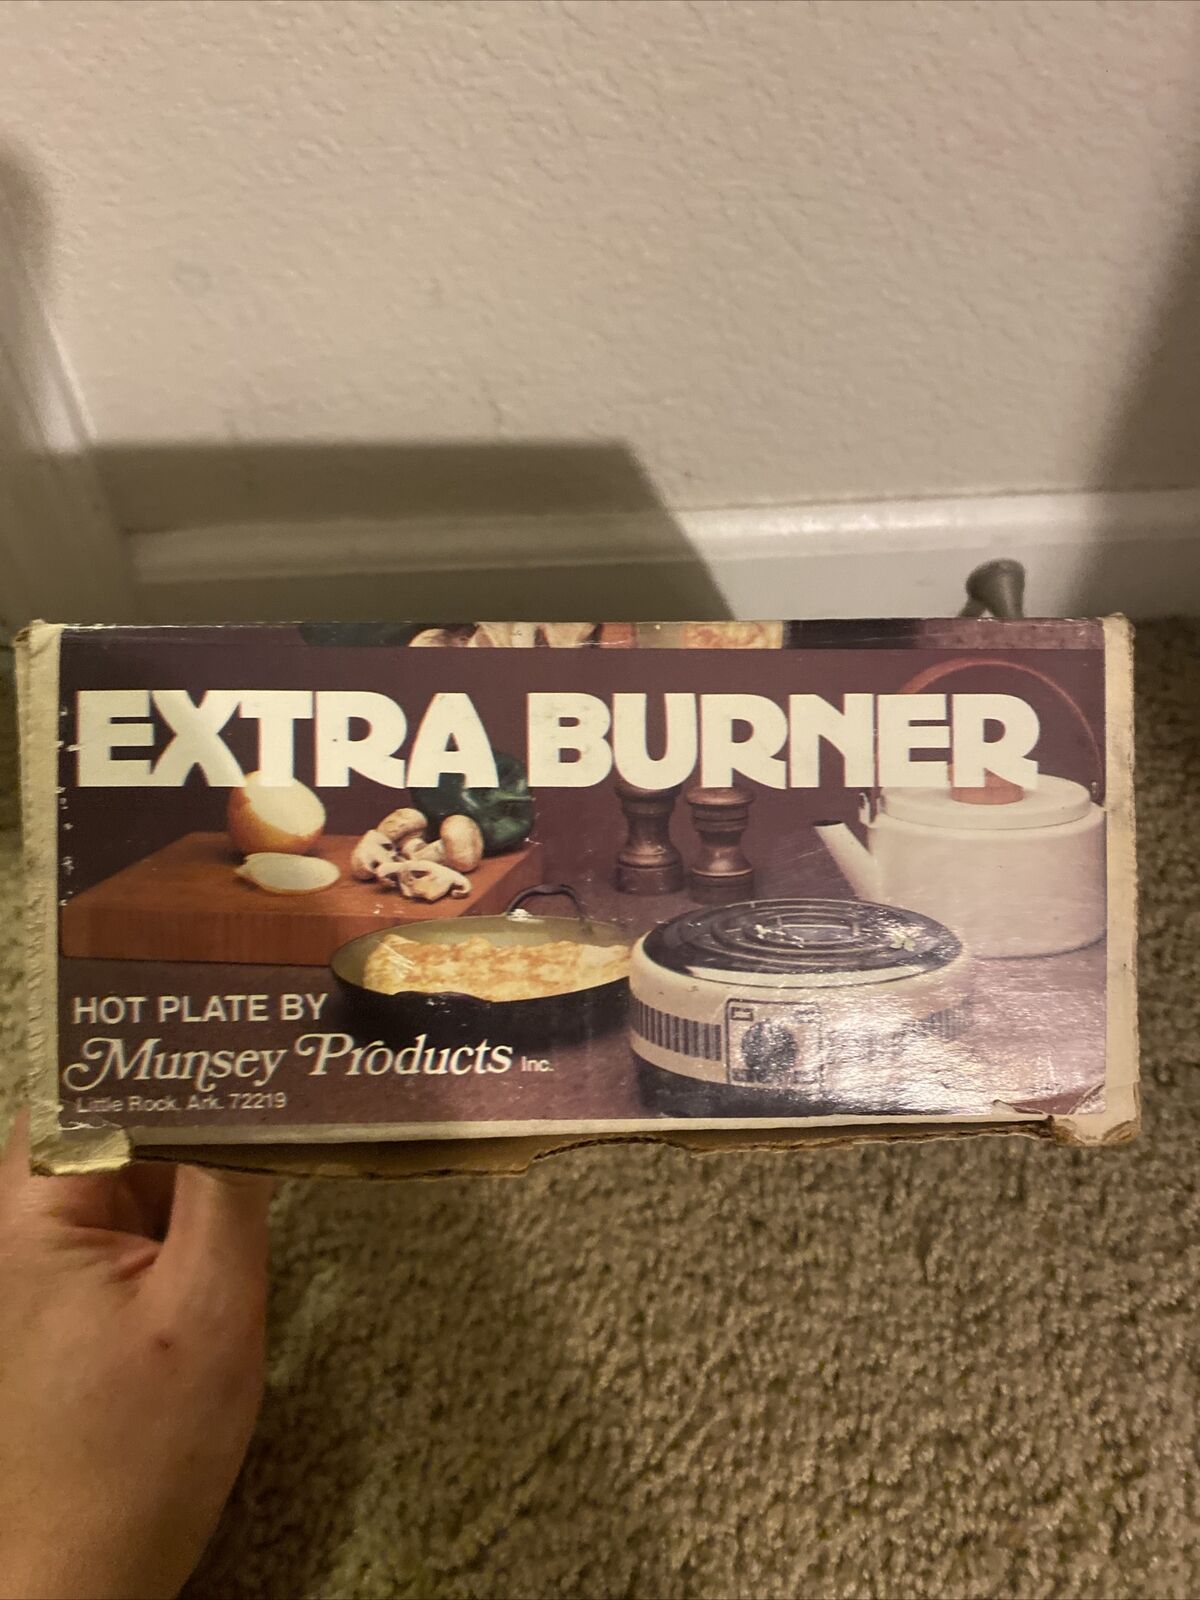 EXTRA BURNER
HOT PLATE BY
Munsey Products Inc.
Little Rock, Ark. 72219